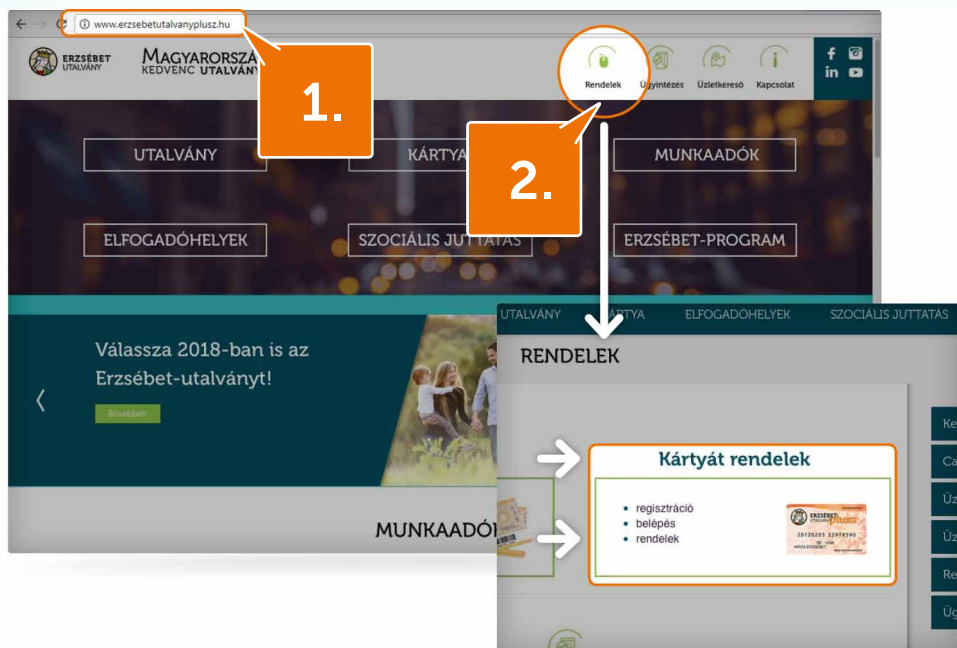 www.erzsebetutalvanyplusz.hu
ERZSÉBET
UTALVÁNY
MAGYARORSZÁ
KEDVENC UTALVÁNY
Rendelek
Ügyintézés
Üzletkereső
Kapcsolat
1.
2.
UTALVÁNY
KÁRTYA
MUNKAADÓK
ELFOGADÓHELYEK
SZOCIÁLIS JUTTATÁS
ERZSÉBET-PROGRAM
Válassza 2018-ban is az
Erzsébet-utalványt!
Bővebben
MUNKAADÓ
UTALVÁNY
KÁRTYA
ELFOGADÓHELYEK
SZOCIÁLIS JUTTATÁS
RENDELEK
Kártyát rendelek
• regisztráció
• belépés
• rendelek
ERZSÉBET
UTALVÁNY
Ke
Ca
Üz
Üz
Re
Üg